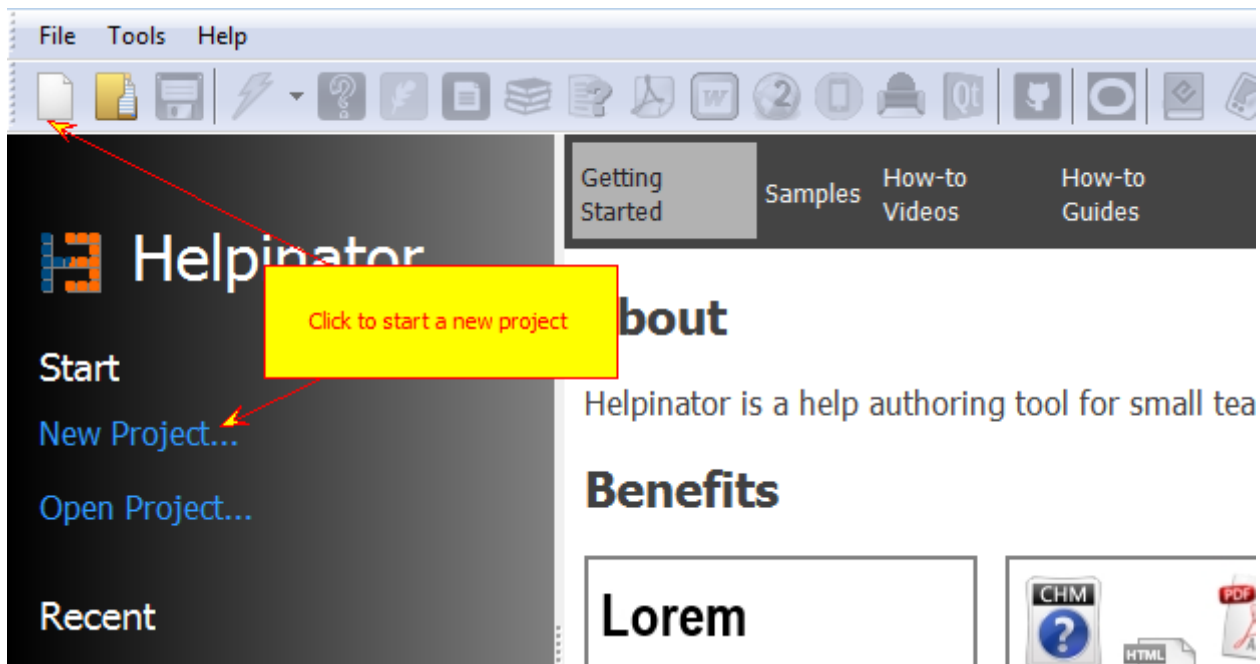 File Tools Help
Getting
Started
Samples
How-to
Videos
How-to
Guides
Helpinator
Click to start a new project
Start
New Project...
Open Project...
Recent
bout
Helpinator is a help authoring tool for small tea
Benefits
Lorem
CHM
HTML
PDF
W
2
Qt